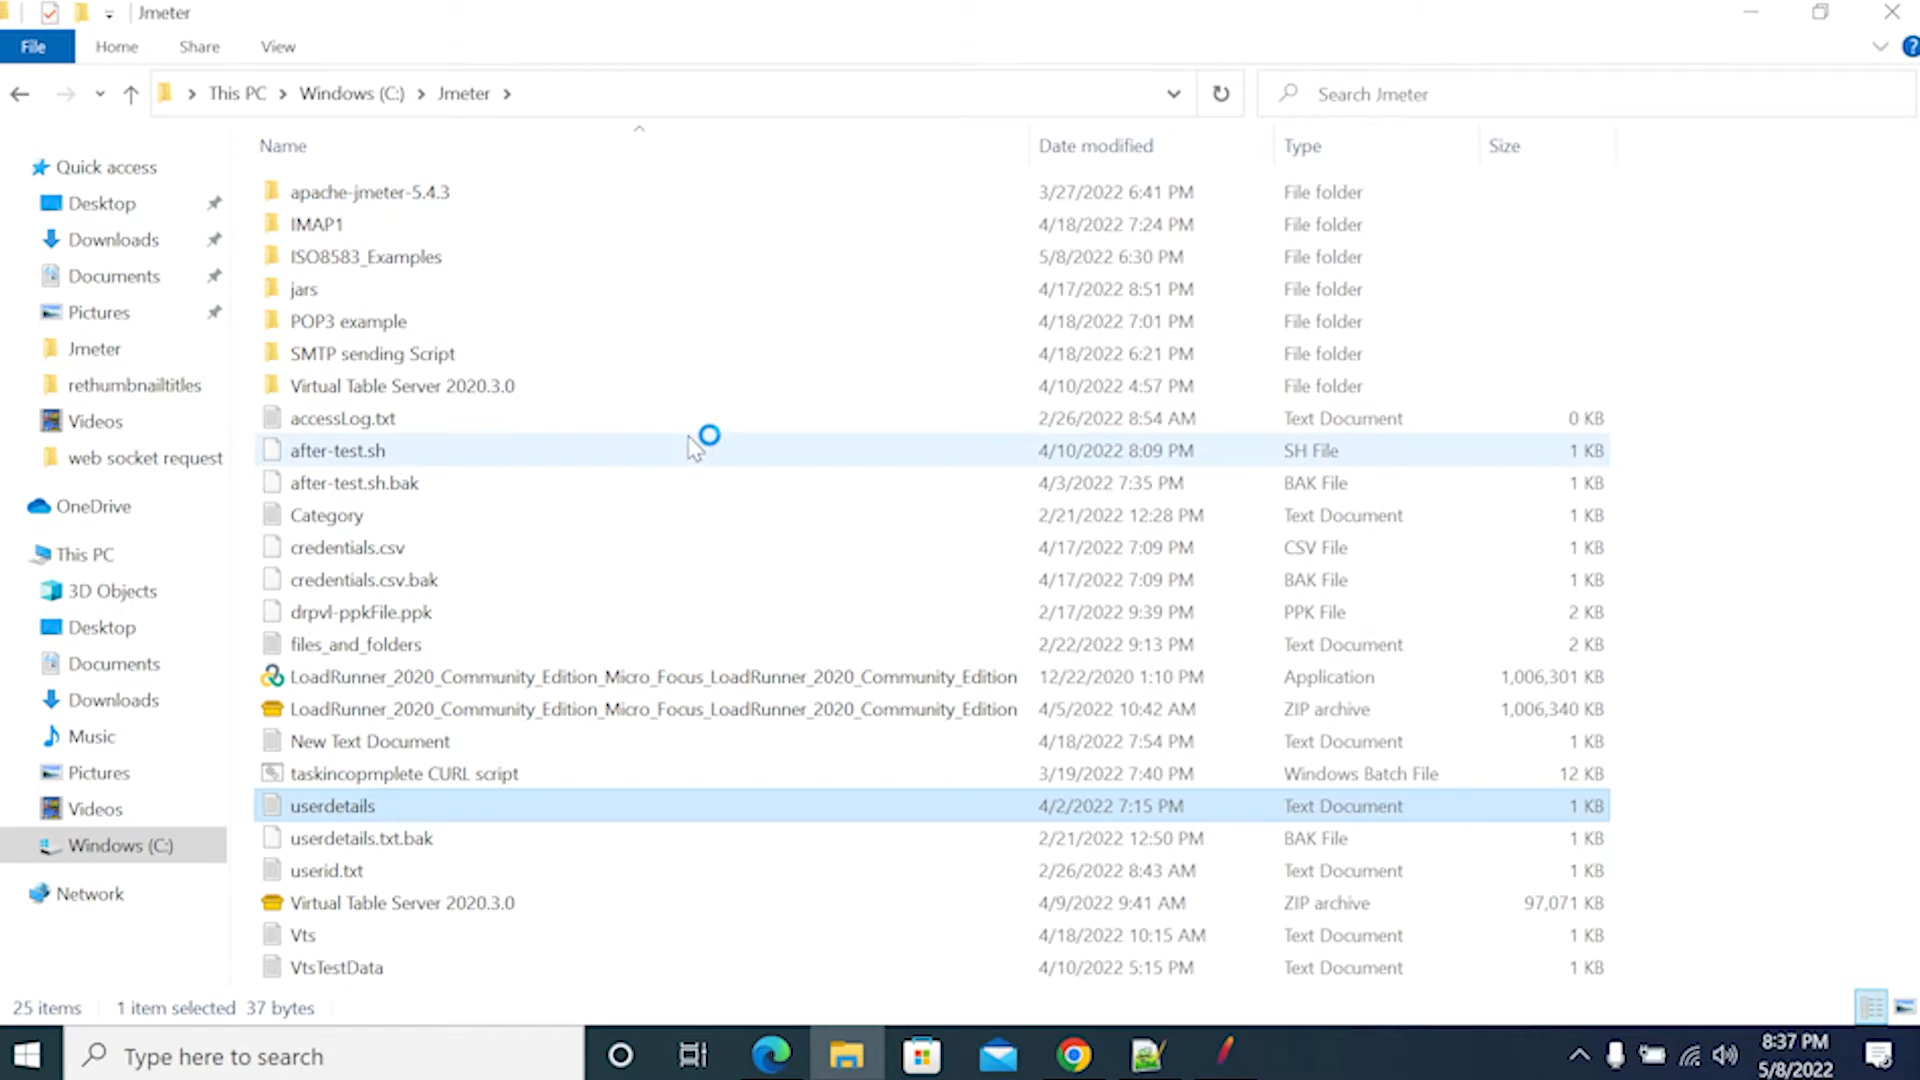 Jmeter
File Home Share View
This PC Windows (C:) Jmeter
Search Jmeter
Name Date modified Type Size
Quick access
Desktop
Downloads
Documents
Pictures
Jmeter
rethumbnailtitles
Videos
web socket request
OneDrive
This PC
3D Objects
Desktop
Documents
Downloads
Music
Pictures
Videos
Windows (C:)
Network
apache-jmeter-5.4.3 3/27/2022 6:41 PM File folder
IMAP1 4/18/2022 7:24 PM File folder
ISO8583_Examples 5/8/2022 6:30 PM File folder
jars 4/17/2022 8:51 PM File folder
POP3 example 4/18/2022 7:01 PM File folder
SMTP sending Script 4/18/2022 6:21 PM File folder
Virtual Table Server 2020.3.0 4/10/2022 4:57 PM File folder
accessLog.txt 2/26/2022 8:54 AM Text Document 0 KB
after-test.sh 4/10/2022 8:09 PM SH File 1 KB
after-test.sh.bak 4/3/2022 7:35 PM BAK File 1 KB
Category 2/21/2022 12:28 PM Text Document 1 KB
credentials.csv 4/17/2022 7:09 PM CSV File 1 KB
credentials.csv.bak 4/17/2022 7:09 PM BAK File 1 KB
drpvl-ppkFile.ppk 2/17/2022 9:39 PM PPK File 2 KB
files_and_folders 2/22/2022 9:13 PM Text Document 2 KB
LoadRunner_2020_Community_Edition_Micro_Focus_LoadRunner_2020_Community_Edition 12/22/2020 1:10 PM Application 1,006,301 KB
LoadRunner_2020_Community_Edition_Micro_Focus_LoadRunner_2020_Community_Edition 4/5/2022 10:42 AM ZIP archive 1,006,340 KB
New Text Document 4/18/2022 7:54 PM Text Document 1 KB
taskincopmplete CURL script 3/19/2022 7:40 PM Windows Batch File 12 KB
userdetails 4/2/2022 7:15 PM Text Document 1 KB
userdetails.txt.bak 2/21/2022 12:50 PM BAK File 1 KB
userid.txt 2/26/2022 8:43 AM Text Document 1 KB
Virtual Table Server 2020.3.0 4/9/2022 9:41 AM ZIP archive 97,071 KB
Vts 4/18/2022 10:15 AM Text Document 1 KB
VtsTestData 4/10/2022 5:15 PM Text Document 1 KB
25 items 1 item selected 37 bytes
Type here to search
8:37 PM
5/8/2022